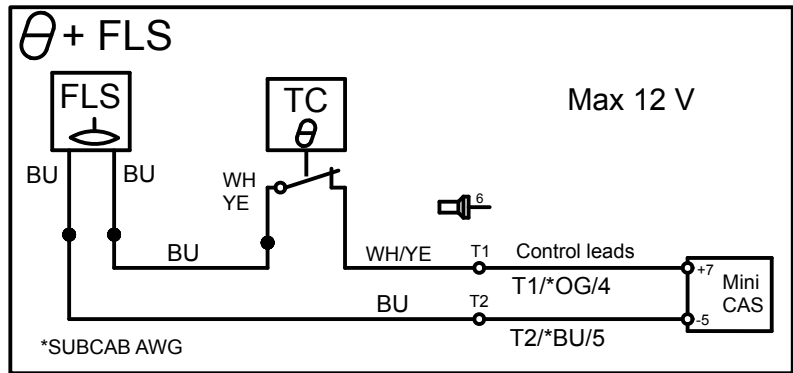 θ + FLS
FLS
TC
θ
Max 12 V
BU
BU
WH
YE
6
BU
WH/YE
T1
Control leads
+7
T1/*OG/4
Mini
CAS
BU
T2
-5
T2/*BU/5
*SUBCAB AWG